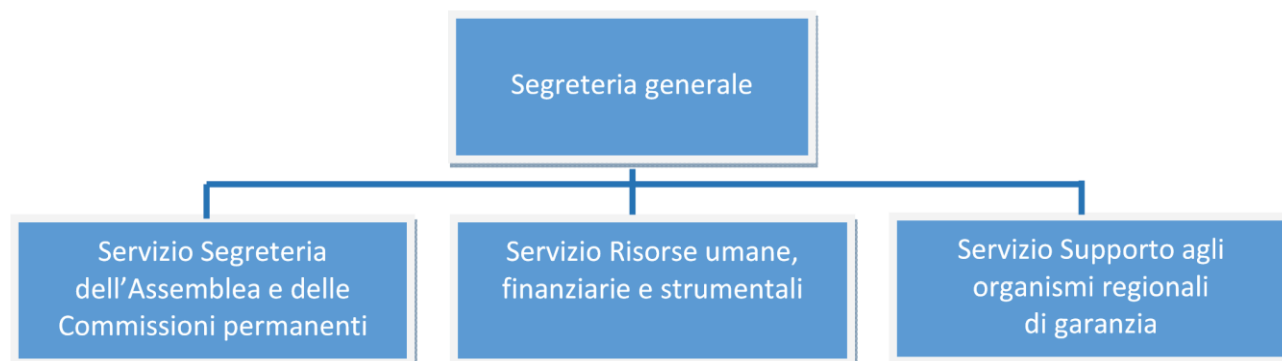 Segreteria generale
Servizio Segreteria
dell’Assemblea e delle
Commissioni permanenti
Servizio Risorse umane,
finanziarie e strumentali
Servizio Supporto agli
organismi regionali
di garanzia